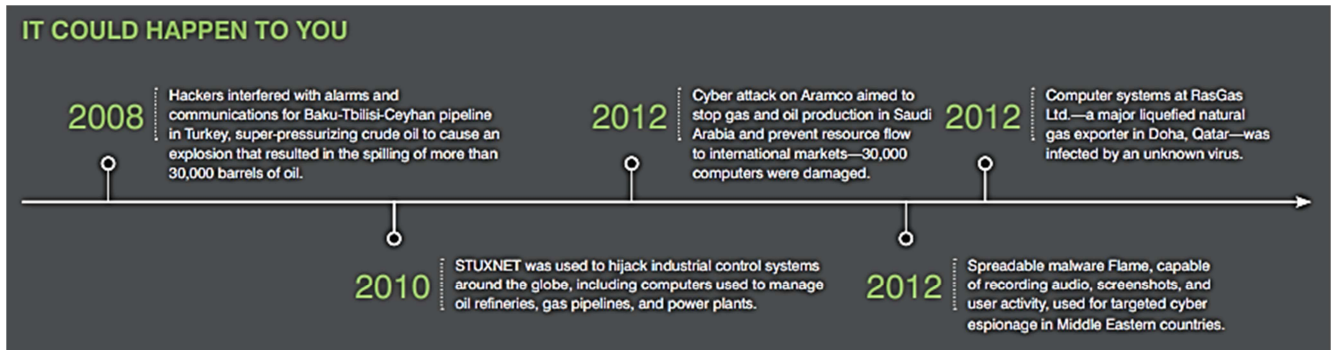 IT COULD HAPPEN TO YOU
2008
Hackers interfered with alarms and
communications for Baku-Tbilisi-Ceyhan pipeline
in Turkey, super-pressurizing crude oil to cause an
explosion that resulted in the spilling of more than
30,000 barrels of oil.
2010
STUXNET was used to hijack industrial control systems
around the globe, including computers used to manage
oil refineries, gas pipelines, and power plants.
2012
Cyber attack on Aramco aimed to
stop gas and oil production in Saudi
Arabia and prevent resource flow
to international markets—30,000
computers were damaged.
2012
Spreadable malware Flame, capable
of recording audio, screenshots, and
user activity, used for targeted cyber
espionage in Middle Eastern countries.
2012
Computer systems at RasGas
Ltd.—a major liquefied natural
gas exporter in Doha, Qatar—was
infected by an unknown virus.